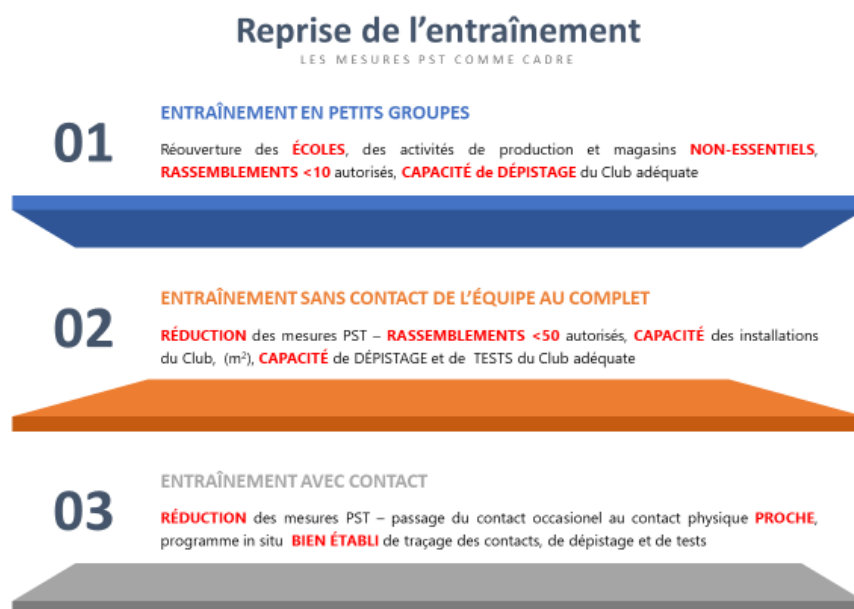 Reprise de l'entraînement
LES MESURES PST COMME CADRE
01
ENTRAÎNEMENT EN PETITS GROUPES
Réouverture des ÉCOLES, des activités de production et magasins NON-ESSENTIELS,
RASSEMBLEMENTS <10 autorisés, CAPACITÉ de DÉPISTAGE du Club adéquate
02
ENTRAÎNEMENT SANS CONTACT DE L'ÉQUIPE AU COMPLET
RÉDUCTION des mesures PST – RASSEMBLEMENTS <50 autorisés, CAPACITÉ des installations
du Club, (m²), CAPACITÉ de DÉPISTAGE et de TESTS du Club adéquate
03
ENTRAÎNEMENT AVEC CONTACT
RÉDUCTION des mesures PST – passage du contact occasionel au contact physique PROCHE,
programme in situ BIEN ÉTABLI de traçage des contacts, de dépistage et de tests